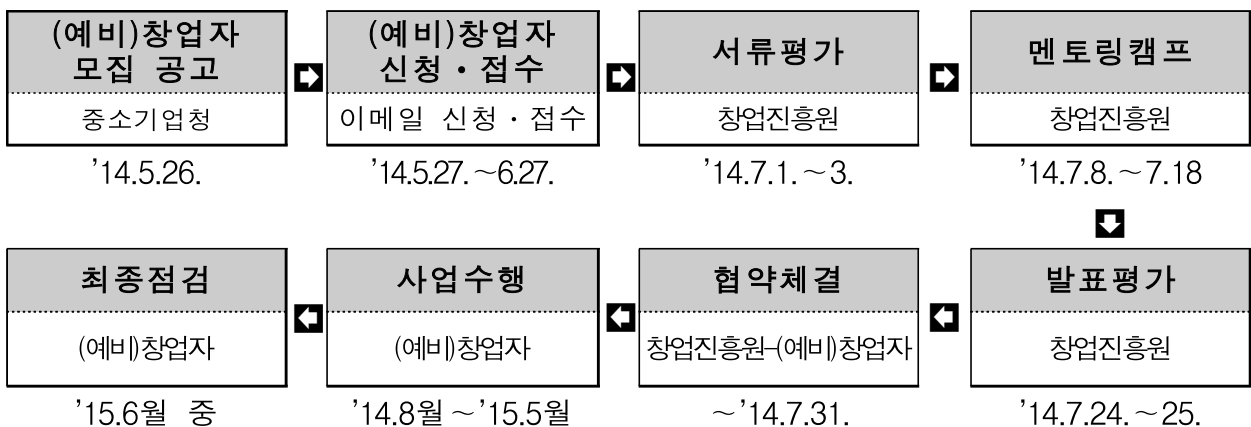 (예비)창업자
모집 공고
중소기업청
'14.5.26.
(예비)창업자
신청・접수
이메일 신청・접수
'14.5.27.~6.27.
서류평가
창업진흥원
'14.7.1.~3.
멘토링캠프
창업진흥원
'14.7.8.~7.18
발표평가
창업진흥원
'14.7.24.~25.
협약체결
창업진흥원-(예비)창업자
~'14.7.31.
사업수행
(예비)창업자
'14.8월~'15.5월
최종점검
(예비)창업자
'15.6월 중